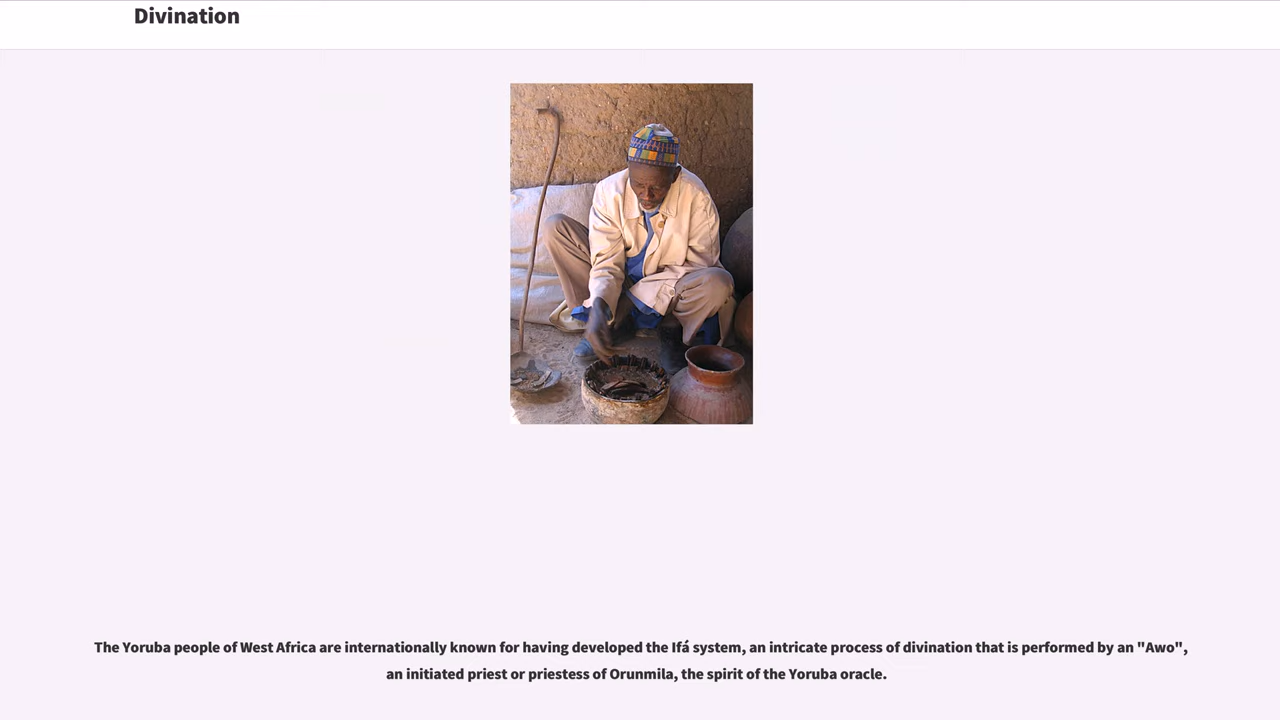 Divination
The Yoruba people of West Africa are internationally known for having developed the Ifá system, an intricate process of divination that is performed by an "Awo",
an initiated priest or priestess of Orunmila, the spirit of the Yoruba oracle.